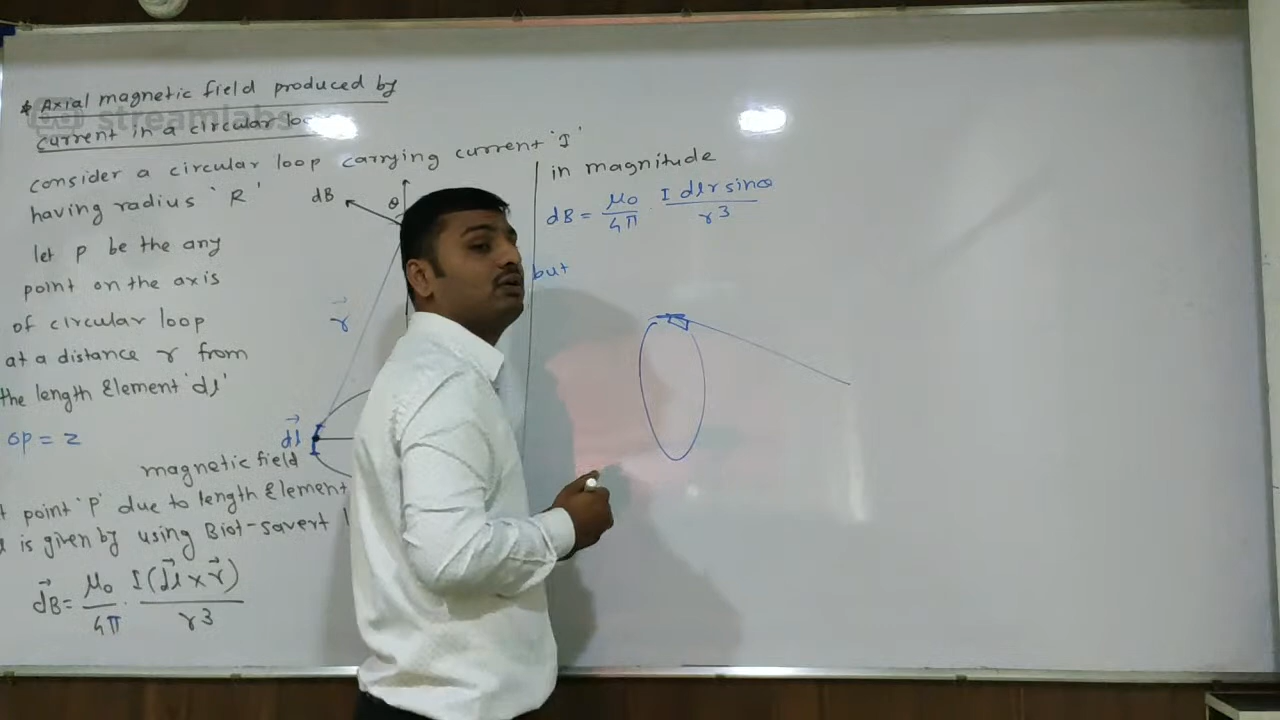 * Axial magnetic field produced by
streamlabs
current in a circular loop
consider a circular loop carrying current 'I'
having radius 'R'
let p be the any
point on the axis
of circular loop
at a distance r from
the length Element 'dl'
op = z
magnetic field
point 'p' due to length Element
is given by using Biot-savert
d⃗B = μ₀/4π · I(d⃗l × r⃗)/r³
dB
θ
r⃗
d⃗l
in magnitude
dB = μ₀/4π · I dl r sinθ/r³
but